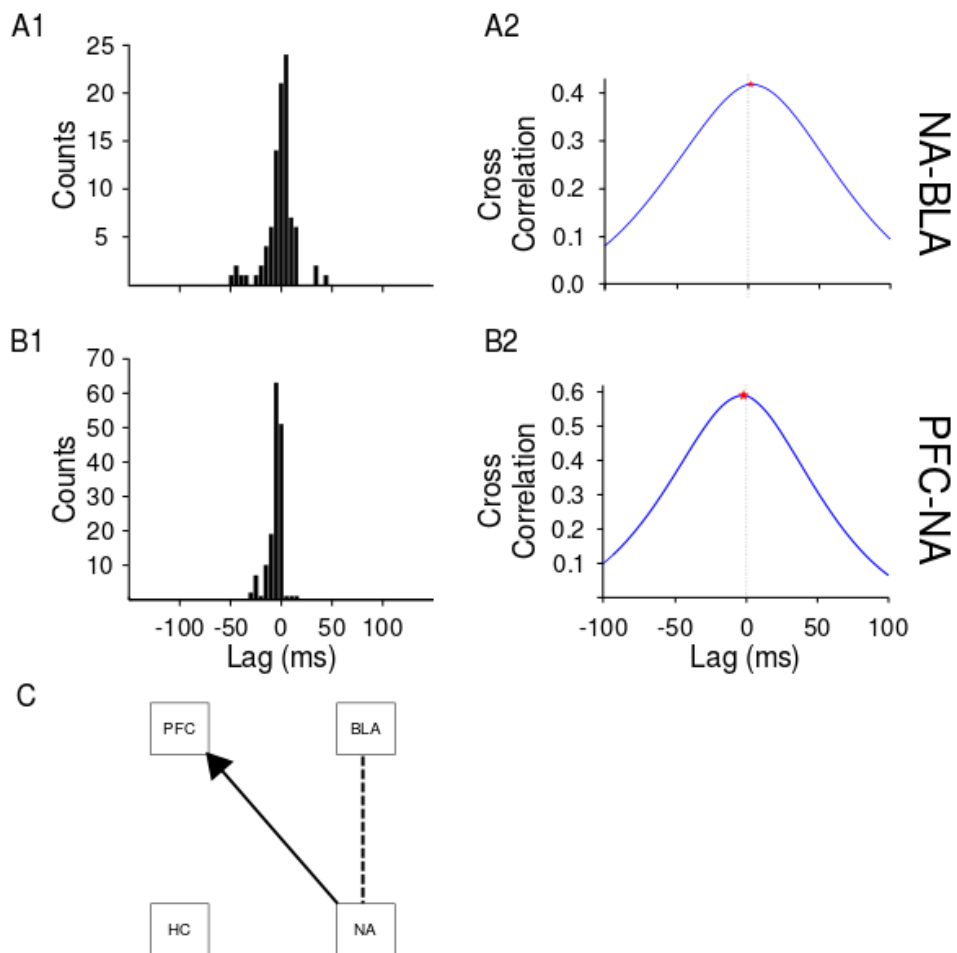 A1
25
20
15
10
5
Counts
A2
0.4
0.3
0.2
0.1
0.0
Cross
Correlation
NA-BLA
B1
70
60
50
40
30
20
10
Counts
-100 -50 0 50 100
Lag (ms)
B2
0.6
0.5
0.4
0.3
0.2
0.1
Cross
Correlation
-100 -50 0 50 100
Lag (ms)
PFC-NA
C
PFC
BLA
HC
NA